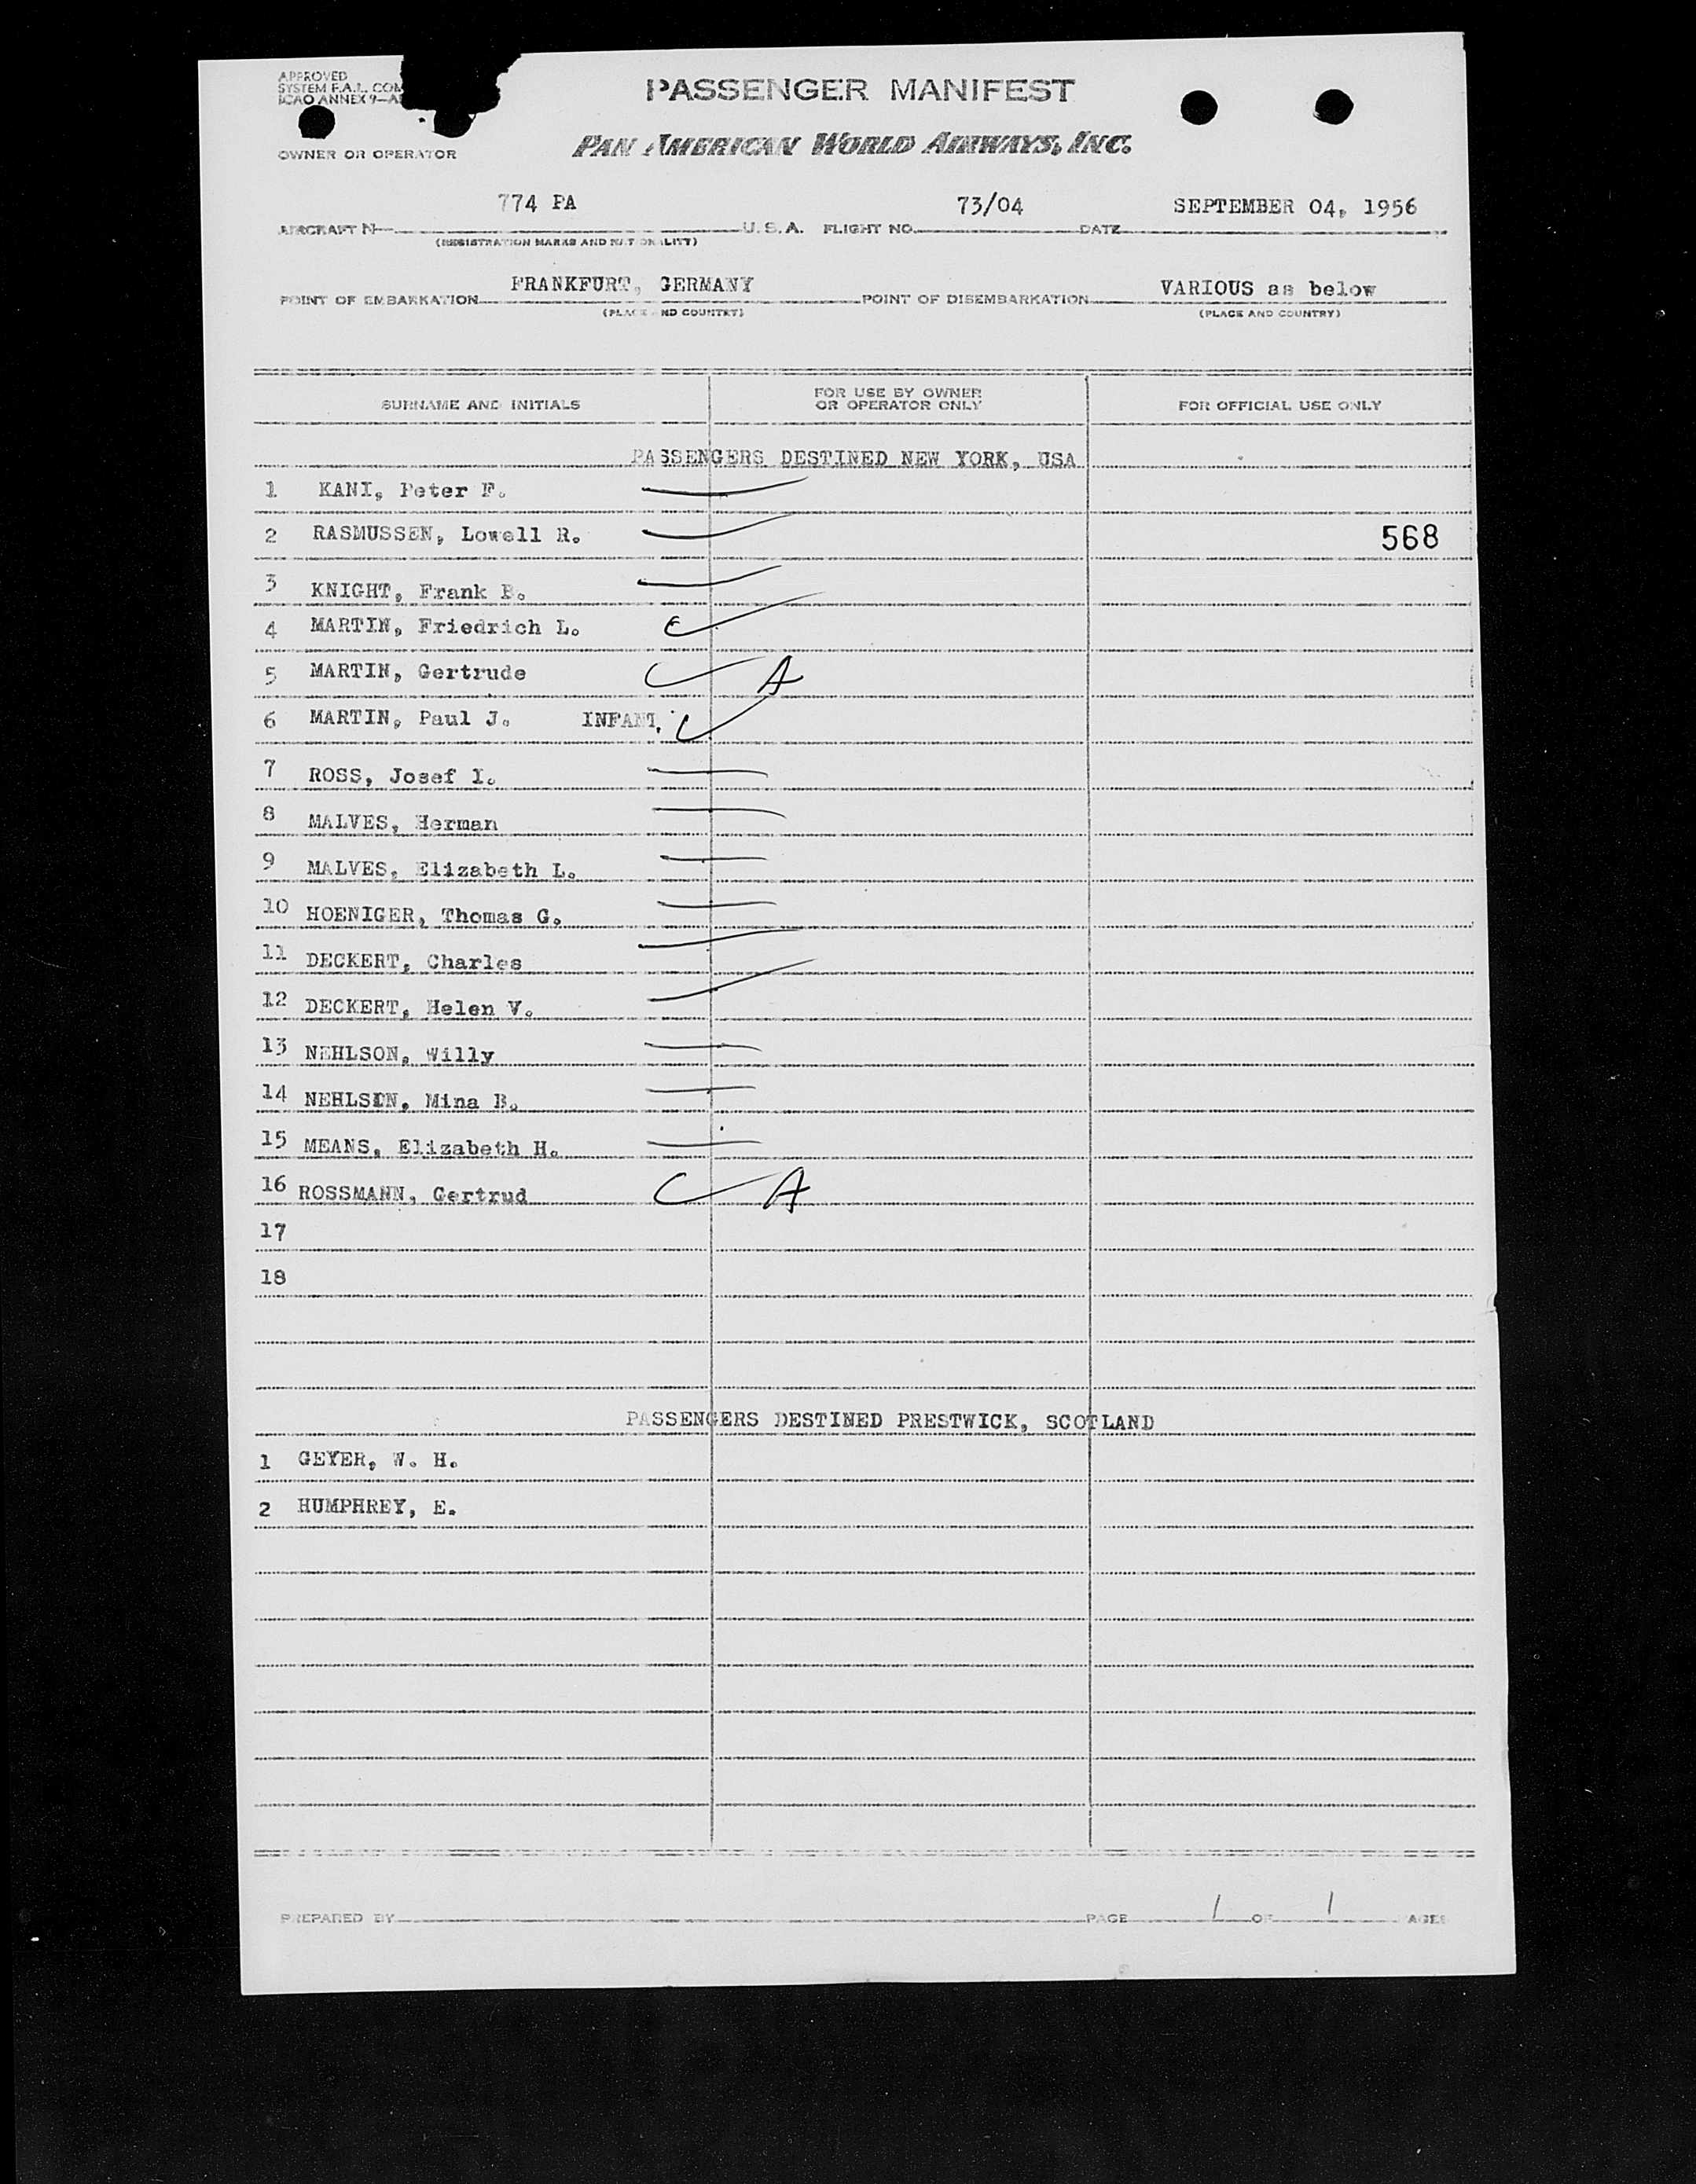 APPROVED
SYSTEM F.A.L. COM
ICAO ANNEX 9—A
PASSENGER MANIFEST
OWNER OR OPERATOR
PAN AMERICAN WORLD AIRWAYS, INC.
774 PA 73/04 SEPTEMBER 04, 1956
AIRCRAFT N— U. S. A. FLIGHT NO. DATE
(REGISTRATION MARKS AND NATIONALITY)
FRANKFURT, GERMANY VARIOUS as below
POINT OF EMBARKATION POINT OF DISEMBARKATION
(PLACE AND COUNTRY) (PLACE AND COUNTRY)
SURNAME AND INITIALS FOR USE BY OWNER OR OPERATOR ONLY FOR OFFICIAL USE ONLY
PASSENGERS DESTINED NEW YORK, USA
1 KANI, Peter F.
2 RASMUSSEN, Lowell R. 568
3 KNIGHT, Frank B.
4 MARTIN, Friedrich L.
5 MARTIN, Gertrude A
6 MARTIN, Paul J. INFANT.
7 ROSS, Josef I.
8 MALVES, Herman
9 MALVES, Elizabeth L.
10 HOENIGER, Thomas G.
11 DECKERT, Charles
12 DECKERT, Helen V.
13 NEHLSON, Willy
14 Mina B.
15 MEANS, Elizabeth H.
16 ROSSMANN, Gertrud A
17
18
PASSENGERS DESTINED PRESTWICK, SCOTLAND
1 GEYER, W. H.
2 HUMPHREY, E.
PREPARED BY PAGE 1 OF 1 PAGES